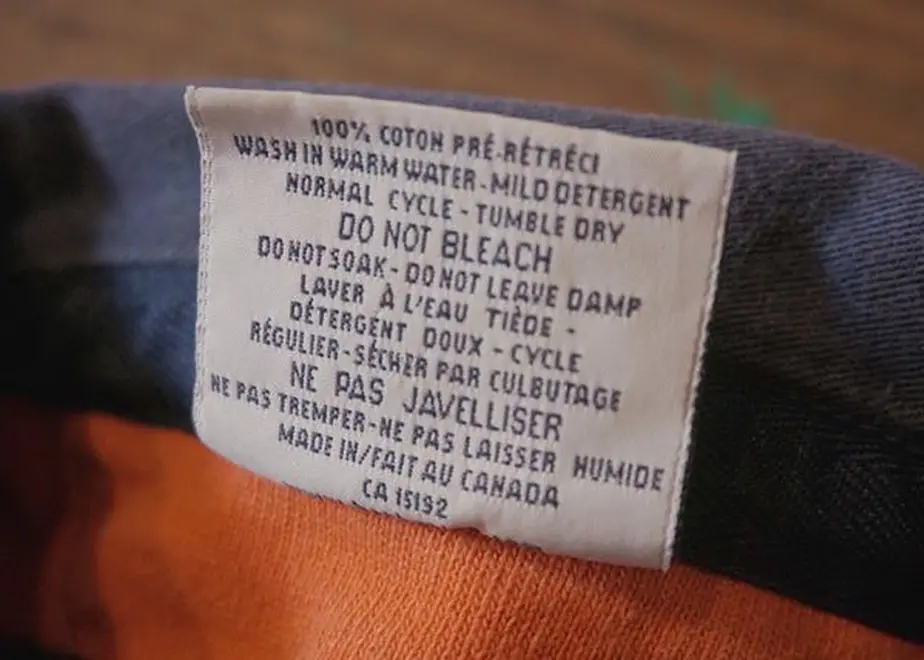 100% COTON PRÉ-RÉTRÉCI
WASH IN WARM WATER-MILD DETERGENT
NORMAL CYCLE - TUMBLE DRY
DO NOT BLEACH
DO NOT SOAK - DO NOT LEAVE DAMP
LAVER À L'EAU TIÈDE -
DÉTERGENT DOUX - CYCLE
RÉGULIER-SÉCHER PAR CULBUTAGE
NE PAS JAVELLISER
NE PAS TREMPER-NE PAS LAISSER HUMIDE
MADE IN/FAIT AU CANADA
CA 15192